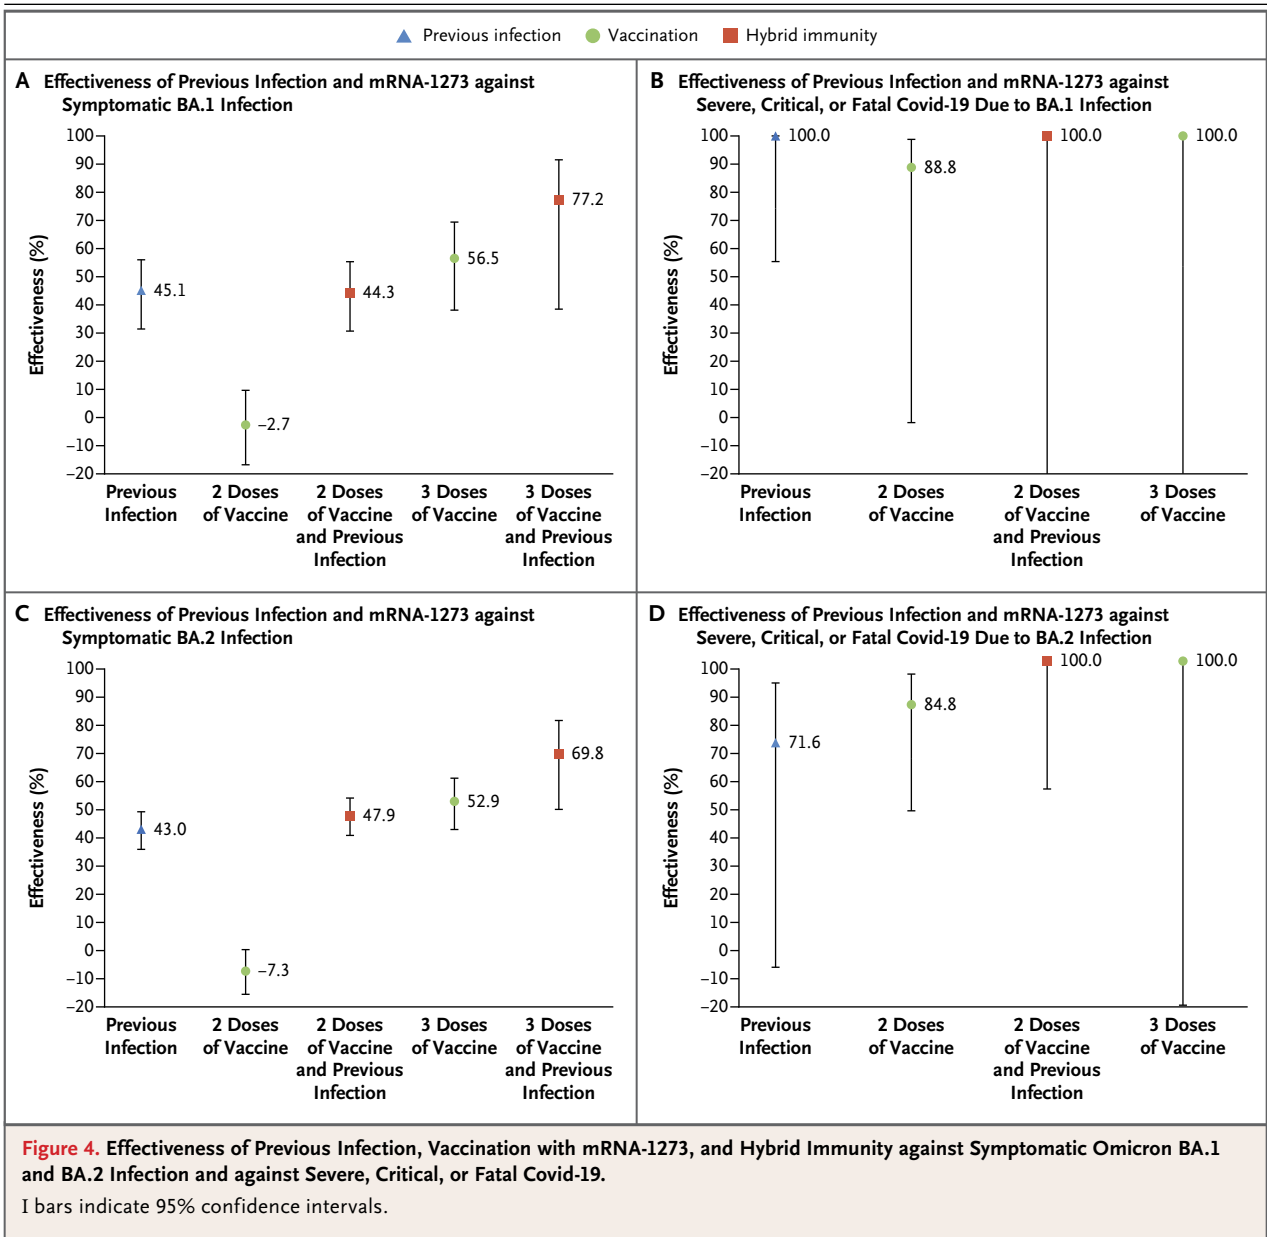 Previous infection Vaccination Hybrid immunity
A Effectiveness of Previous Infection and mRNA-1273 against
Symptomatic BA.1 Infection
Effectiveness (%)
100
90
80
70
60
50
40
30
20
10
0
–10
–20
45.1
–2.7
44.3
56.5
77.2
Previous
Infection
2 Doses
of Vaccine
2 Doses
of Vaccine
and Previous
Infection
3 Doses
of Vaccine
3 Doses
of Vaccine
and Previous
Infection
B Effectiveness of Previous Infection and mRNA-1273 against
Severe, Critical, or Fatal Covid-19 Due to BA.1 Infection
Effectiveness (%)
100
90
80
70
60
50
40
30
20
10
0
–10
–20
100.0
88.8
100.0
100.0
Previous
Infection
2 Doses
of Vaccine
2 Doses
of Vaccine
and Previous
Infection
3 Doses
of Vaccine
C Effectiveness of Previous Infection and mRNA-1273 against
Symptomatic BA.2 Infection
Effectiveness (%)
100
90
80
70
60
50
40
30
20
10
0
–10
–20
43.0
–7.3
47.9
52.9
69.8
Previous
Infection
2 Doses
of Vaccine
2 Doses
of Vaccine
and Previous
Infection
3 Doses
of Vaccine
3 Doses
of Vaccine
and Previous
Infection
D Effectiveness of Previous Infection and mRNA-1273 against
Severe, Critical, or Fatal Covid-19 Due to BA.2 Infection
Effectiveness (%)
100
90
80
70
60
50
40
30
20
10
0
–10
–20
71.6
84.8
100.0
100.0
Previous
Infection
2 Doses
of Vaccine
2 Doses
of Vaccine
and Previous
Infection
3 Doses
of Vaccine
Figure 4. Effectiveness of Previous Infection, Vaccination with mRNA-1273, and Hybrid Immunity against Symptomatic Omicron BA.1
and BA.2 Infection and against Severe, Critical, or Fatal Covid-19.
I bars indicate 95% confidence intervals.